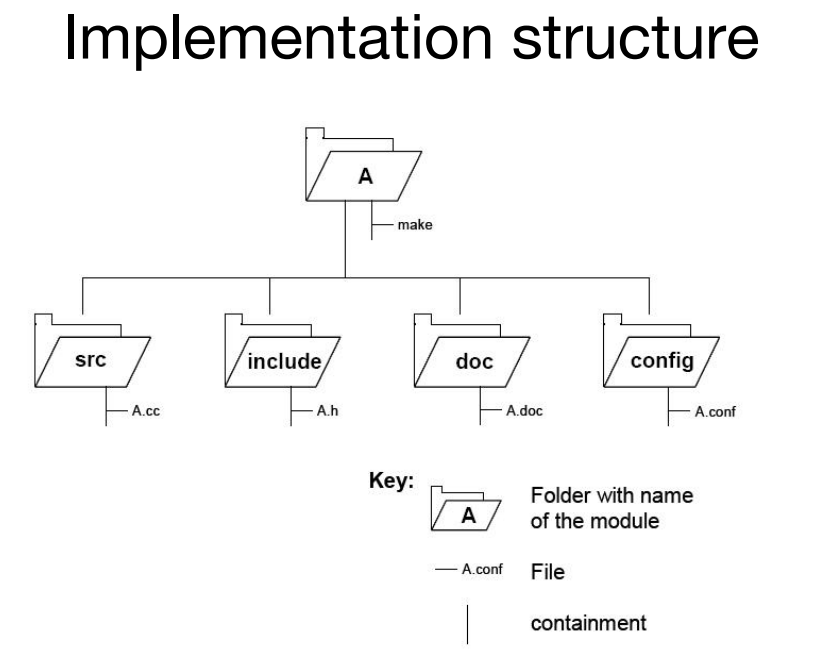 Implementation structure
A
make
src
include
doc
config
A.cc
A.h
A.doc
A.conf
Key:
A
Folder with name
of the module
A.conf
File
containment